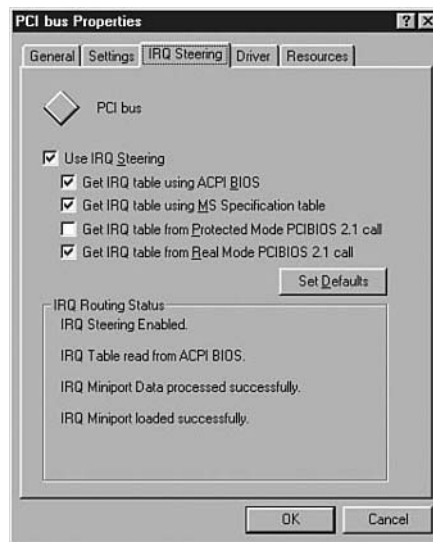 PCI bus Properties
General Settings IRQ Steering Driver Resources
PCI bus
Use IRQ Steering
Get IRQ table using ACPI BIOS
Get IRQ table using MS Specification table
Get IRQ table from Protected Mode PCIBIOS 2.1 call
Get IRQ table from Real Mode PCIBIOS 2.1 call
Set Defaults
IRQ Routing Status
IRQ Steering Enabled.
IRQ Table read from ACPI BIOS.
IRQ Miniport Data processed successfully.
IRQ Miniport loaded successfully.
OK Cancel